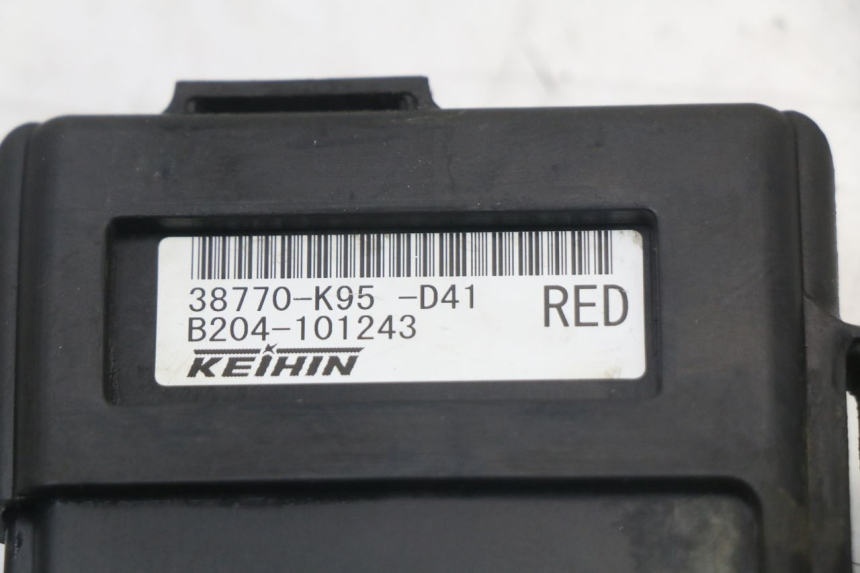 38770-K95 -D41 RED
B204-101243
KEIHIN